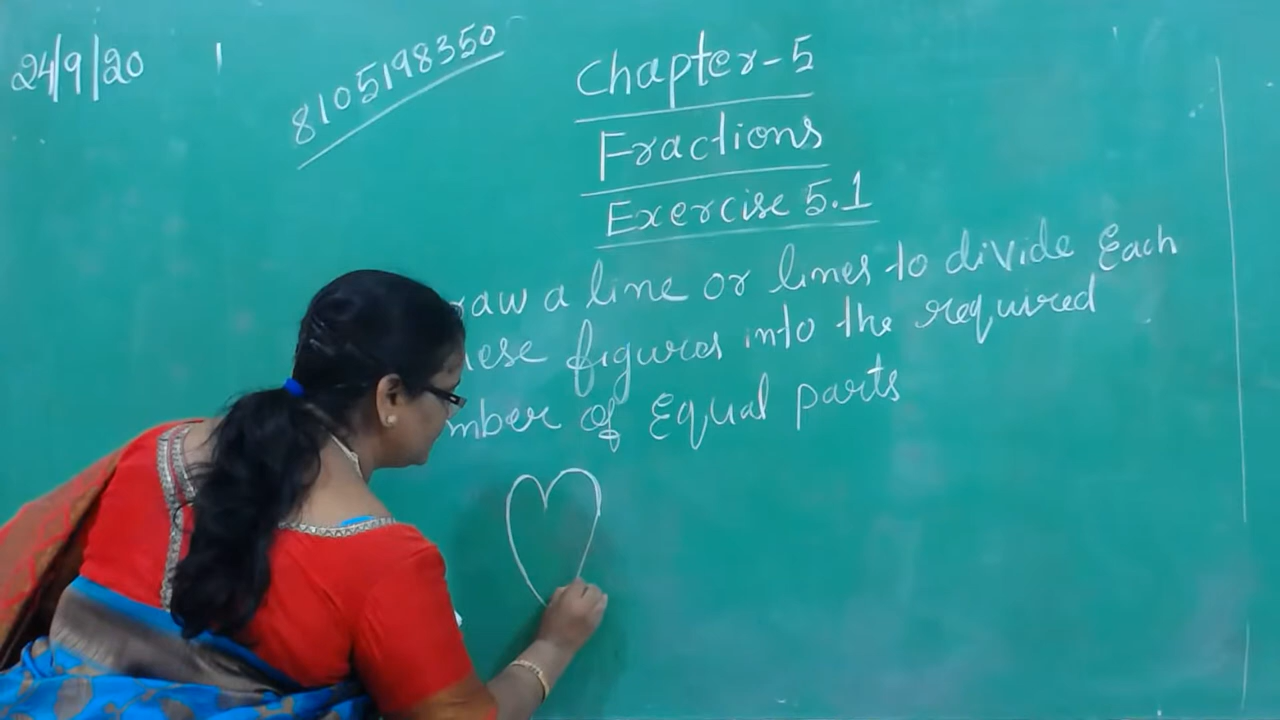 24/9/20
8105198350
Chapter-5
Fractions
Exercise 5.1
raw a line or lines to divide Each
ese figures into the required
mber of Equal parts